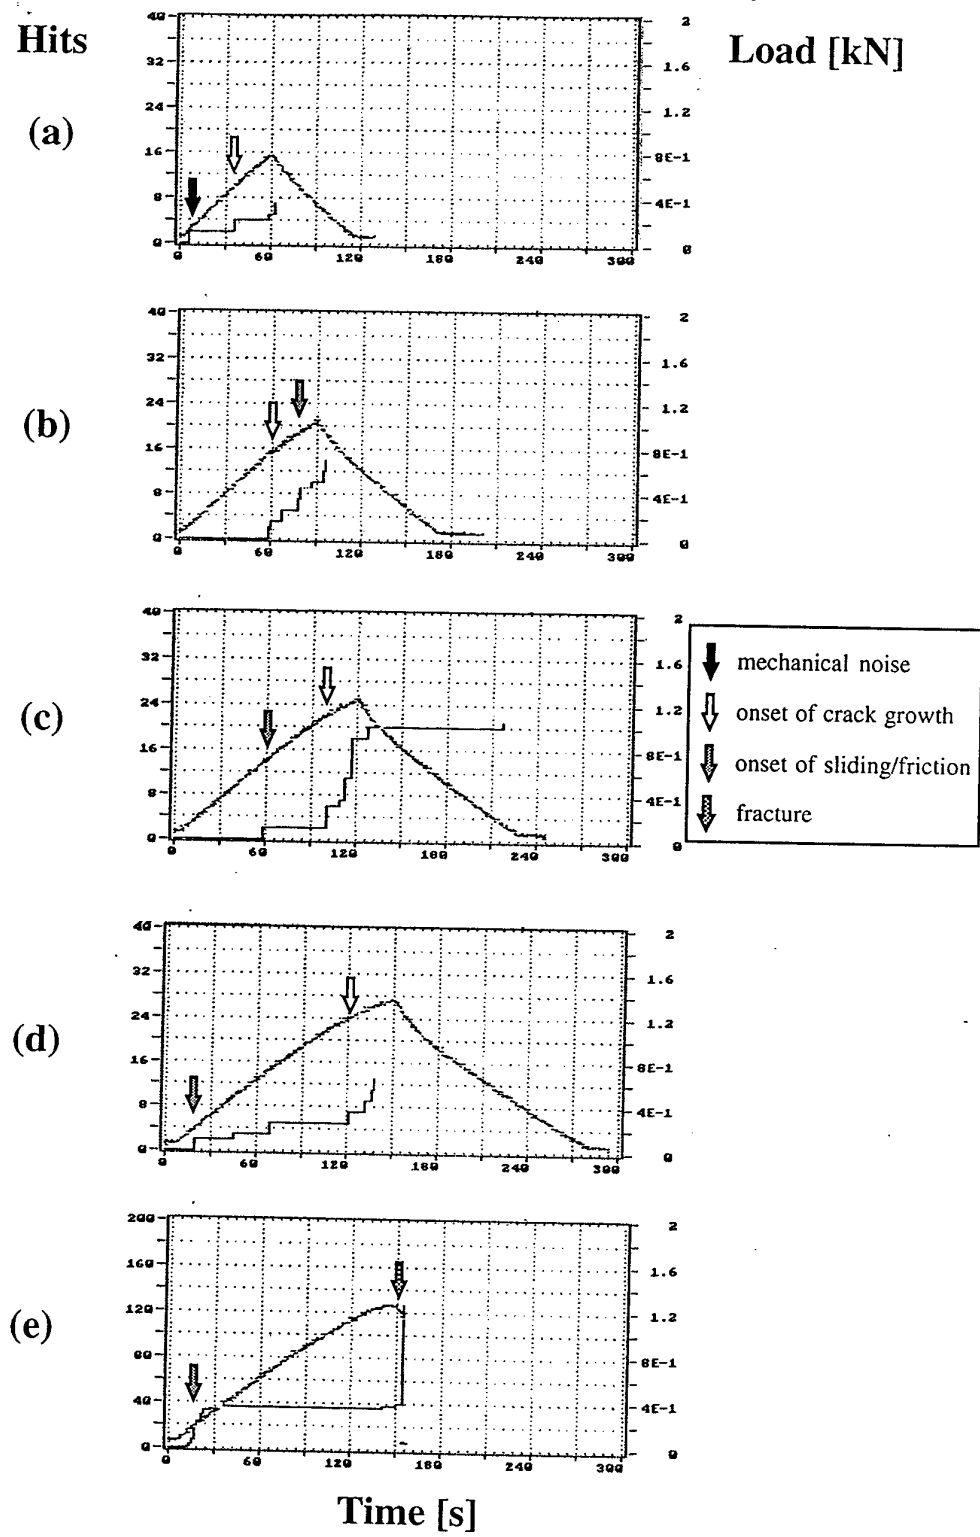 Hits
Load [kN]
(a)
40
32
24
16
8
0
2
1.6
1.2
8E-1
4E-1
0
0 60 120 180 240 300
(b)
40
32
24
16
8
0
2
1.6
1.2
8E-1
4E-1
0
0 60 120 180 240 300
(c)
40
32
24
16
8
0
2
1.6
1.2
8E-1
4E-1
0
0 60 120 180 240 300
mechanical noise
onset of crack growth
onset of sliding/friction
fracture
(d)
40
32
24
16
8
0
2
1.6
1.2
8E-1
4E-1
0
0 60 120 180 240 300
(e)
200
160
120
80
40
0
2
1.6
1.2
8E-1
4E-1
0
0 60 120 180 240 300
Time [s]